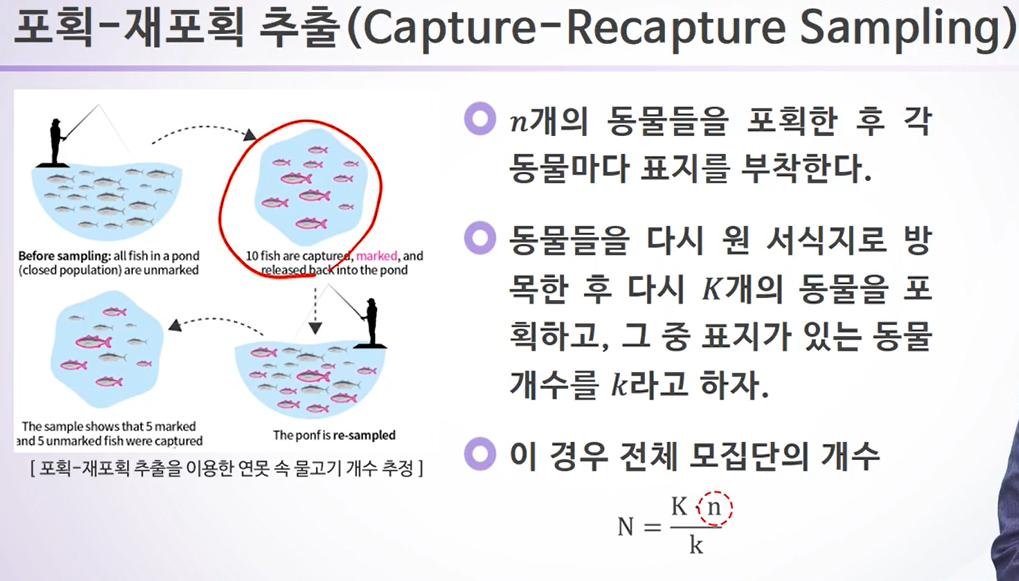 포획-재포획 추출(Capture-Recapture Sampling)
Before sampling: all fish in a pond
(closed population) are unmarked
10 fish are captured, marked, and
released back into the pond
The sample shows that 5 marked
and 5 unmarked fish were captured
The ponf is re-sampled
[ 포획-재포획 추출을 이용한 연못 속 물고기 개수 추정 ]
n개의 동물들을 포획한 후 각
동물마다 표지를 부착한다.
동물들을 다시 원 서식지로 방
목한 후 다시 K개의 동물을 포
획하고, 그 중 표지가 있는 동물
개수를 k라고 하자.
이 경우 전체 모집단의 개수
N = K·n / k